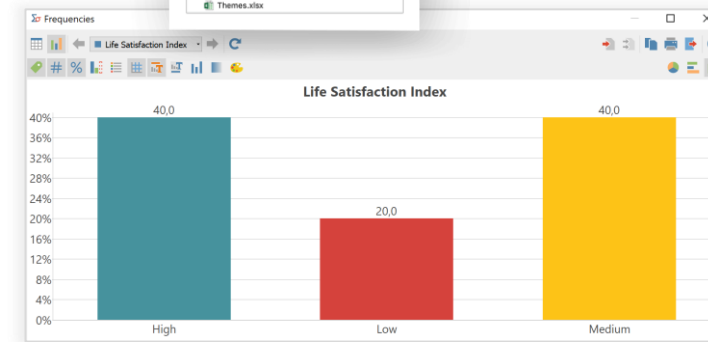 Themes.xlsx
Frequencies
Life Satisfaction Index
Life Satisfaction Index
40,0
20,0
40,0
40%
36%
32%
28%
24%
20%
16%
12%
8%
4%
0%
High
Low
Medium